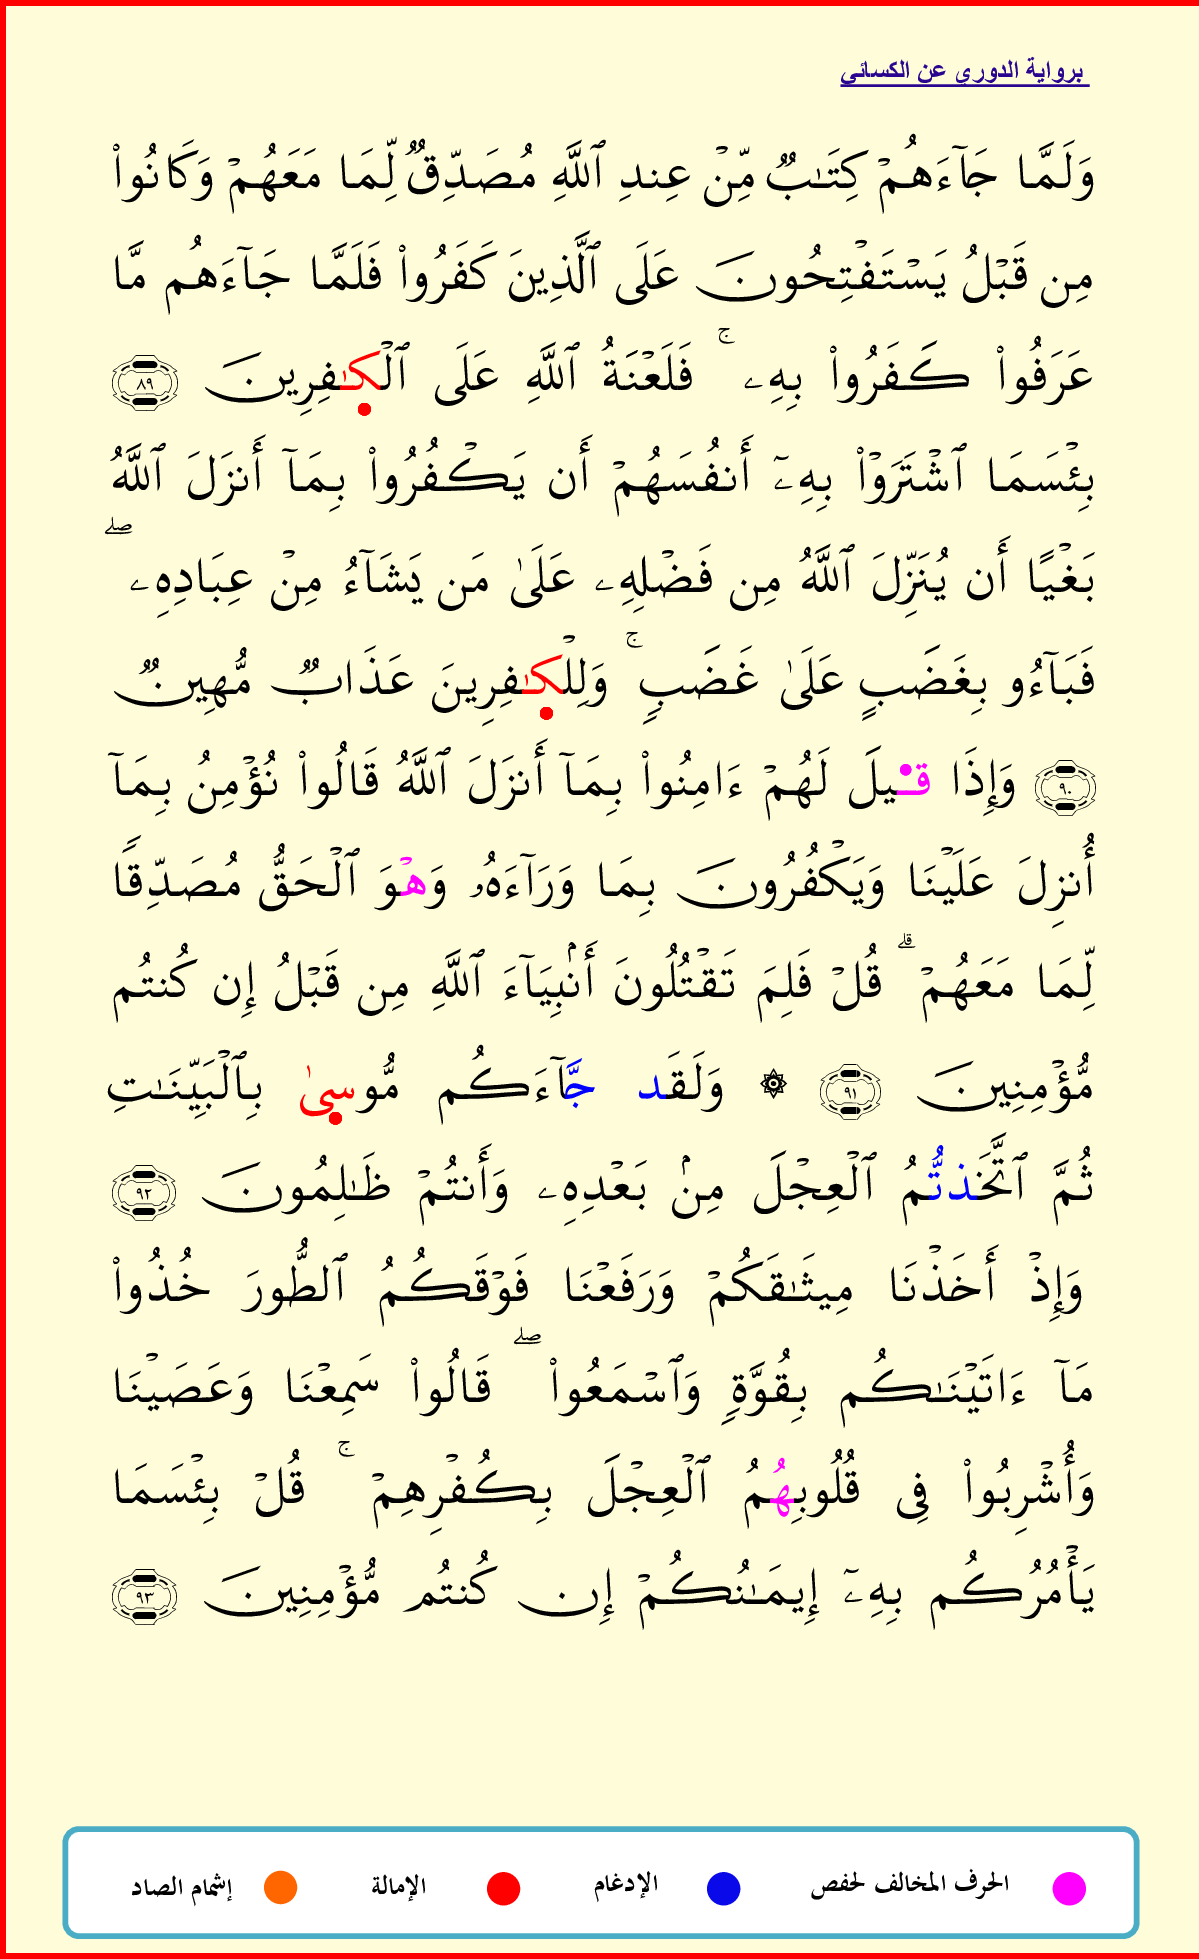 برواية الدوري عن الكسائي
وَلَمَّا جَآءَهُمۡ كِتَٰبٞ مِّنۡ عِندِ ٱللَّهِ مُصَدِّقٞ لِّمَا مَعَهُمۡ وَكَانُواْ
مِن قَبۡلُ يَسۡتَفۡتِحُونَ عَلَى ٱلَّذِينَ كَفَرُواْ فَلَمَّا جَآءَهُم مَّا
عَرَفُواْ كَفَرُواْ بِهِۦۚ فَلَعۡنَةُ ٱللَّهِ عَلَى ٱلۡكَٰفِرِينَ ٨٩
بِئۡسَمَا ٱشۡتَرَوۡاْ بِهِۦٓ أَنفُسَهُمۡ أَن يَكۡفُرُواْ بِمَآ أَنزَلَ ٱللَّهُ
بَغۡيًا أَن يُنَزِّلَ ٱللَّهُ مِن فَضۡلِهِۦ عَلَىٰ مَن يَشَآءُ مِنۡ عِبَادِهِۦۖ
فَبَآءُو بِغَضَبٍ عَلَىٰ غَضَبٖۚ وَلِلۡكَٰفِرِينَ عَذَابٞ مُّهِينٞ
٩٠ وَإِذَا قِيلَ لَهُمۡ ءَامِنُواْ بِمَآ أَنزَلَ ٱللَّهُ قَالُواْ نُؤۡمِنُ بِمَآ
أُنزِلَ عَلَيۡنَا وَيَكۡفُرُونَ بِمَا وَرَآءَهُۥ وَهۡوَ ٱلۡحَقُّ مُصَدِّقٗا
لِّمَا مَعَهُمۡۗ قُلۡ فَلِمَ تَقۡتُلُونَ أَنۢبِيَآءَ ٱللَّهِ مِن قَبۡلُ إِن كُنتُم
مُّؤۡمِنِينَ ٩١ ۞ وَلَقَد جَّآءَكُم مُّوسىٰ بِٱلۡبَيِّنَٰتِ
ثُمَّ ٱتَّخَذتُّمُ ٱلۡعِجۡلَ مِنۢ بَعۡدِهِۦ وَأَنتُمۡ ظَٰلِمُونَ ٩٢
وَإِذۡ أَخَذۡنَا مِيثَٰقَكُمۡ وَرَفَعۡنَا فَوۡقَكُمُ ٱلطُّورَ خُذُواْ
مَآ ءَاتَيۡنَٰكُم بِقُوَّةٖ وَٱسۡمَعُواْۖ قَالُواْ سَمِعۡنَا وَعَصَيۡنَا
وَأُشۡرِبُواْ فِي قُلُوبِهُمُ ٱلۡعِجۡلَ بِكُفۡرِهِمۡۚ قُلۡ بِئۡسَمَا
يَأۡمُرُكُم بِهِۦٓ إِيمَٰنُكُمۡ إِن كُنتُم مُّؤۡمِنِينَ ٩٣
الحرف المخالف لحفص الإدغام الإمالة إشمام الصاد